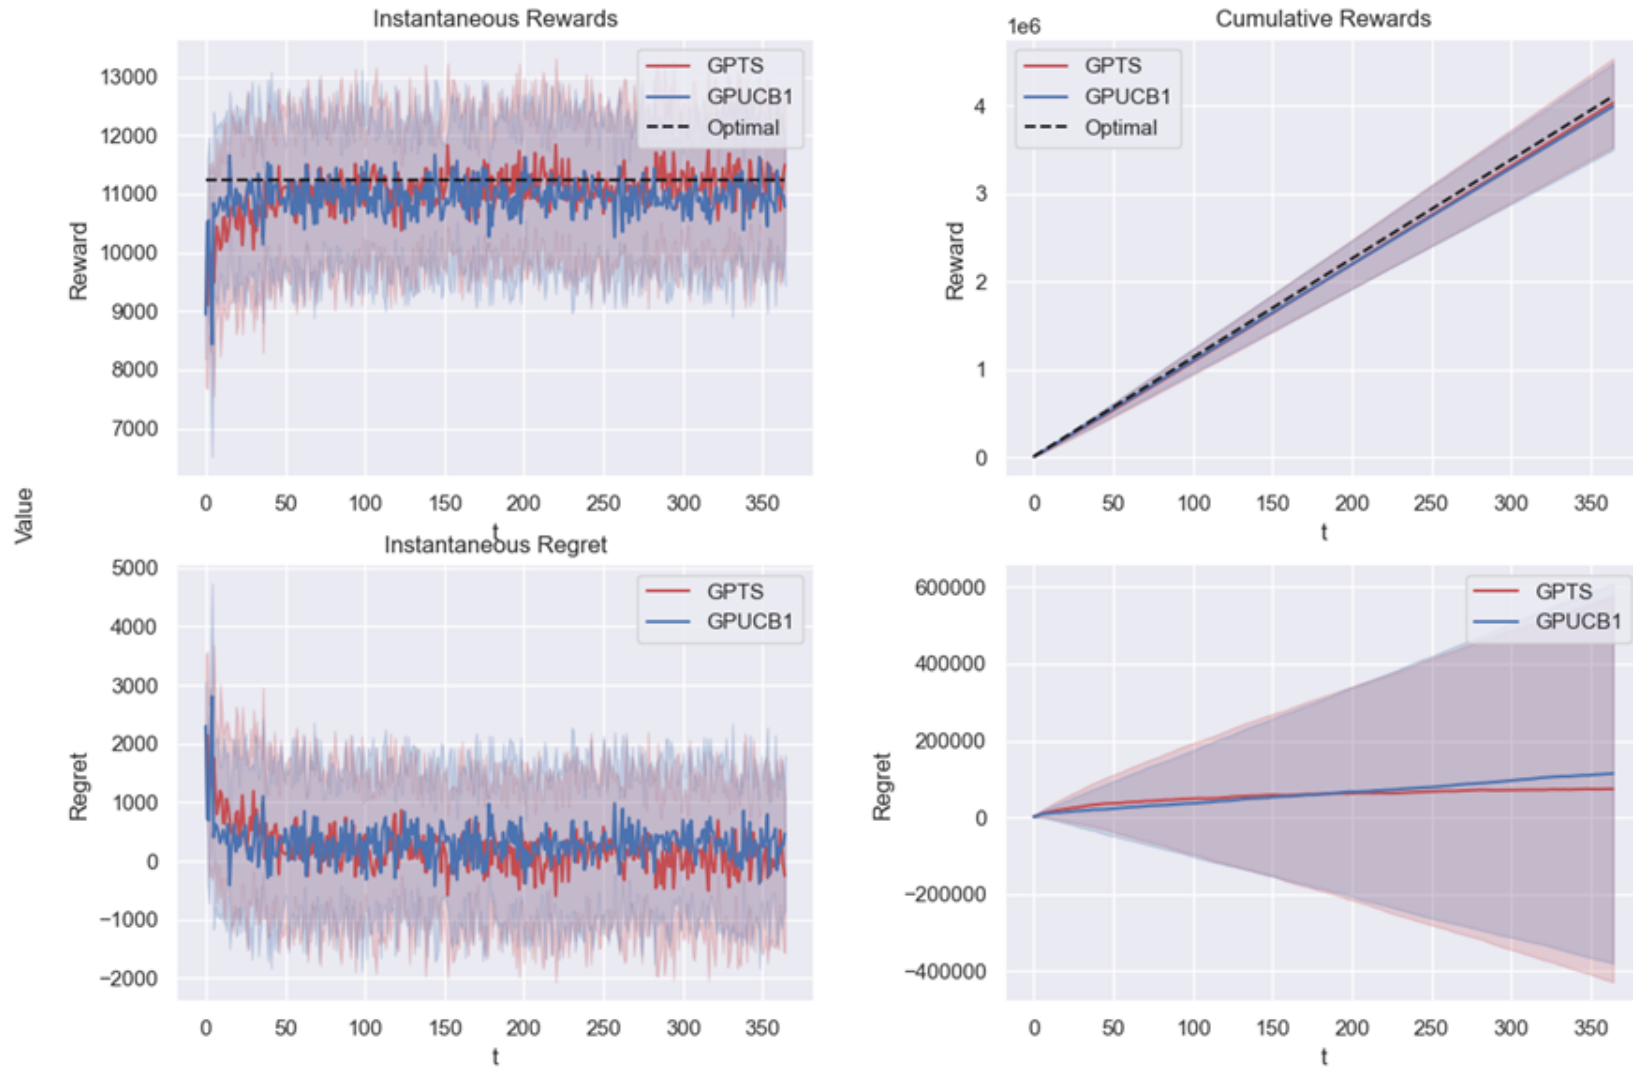 Instantaneous Rewards
13000
12000
11000
10000
9000
8000
7000
Reward
0 50 100 150 200 250 300 350
t
GPTS
GPUCB1
Optimal
Cumulative Rewards
1e6
4
3
2
1
0
Reward
0 50 100 150 200 250 300 350
t
GPTS
GPUCB1
Optimal
Value
Instantaneous Regret
5000
4000
3000
2000
1000
0
−1000
−2000
Regret
0 50 100 150 200 250 300 350
t
GPTS
GPUCB1
600000
400000
200000
0
−200000
−400000
Regret
0 50 100 150 200 250 300 350
t
GPTS
GPUCB1